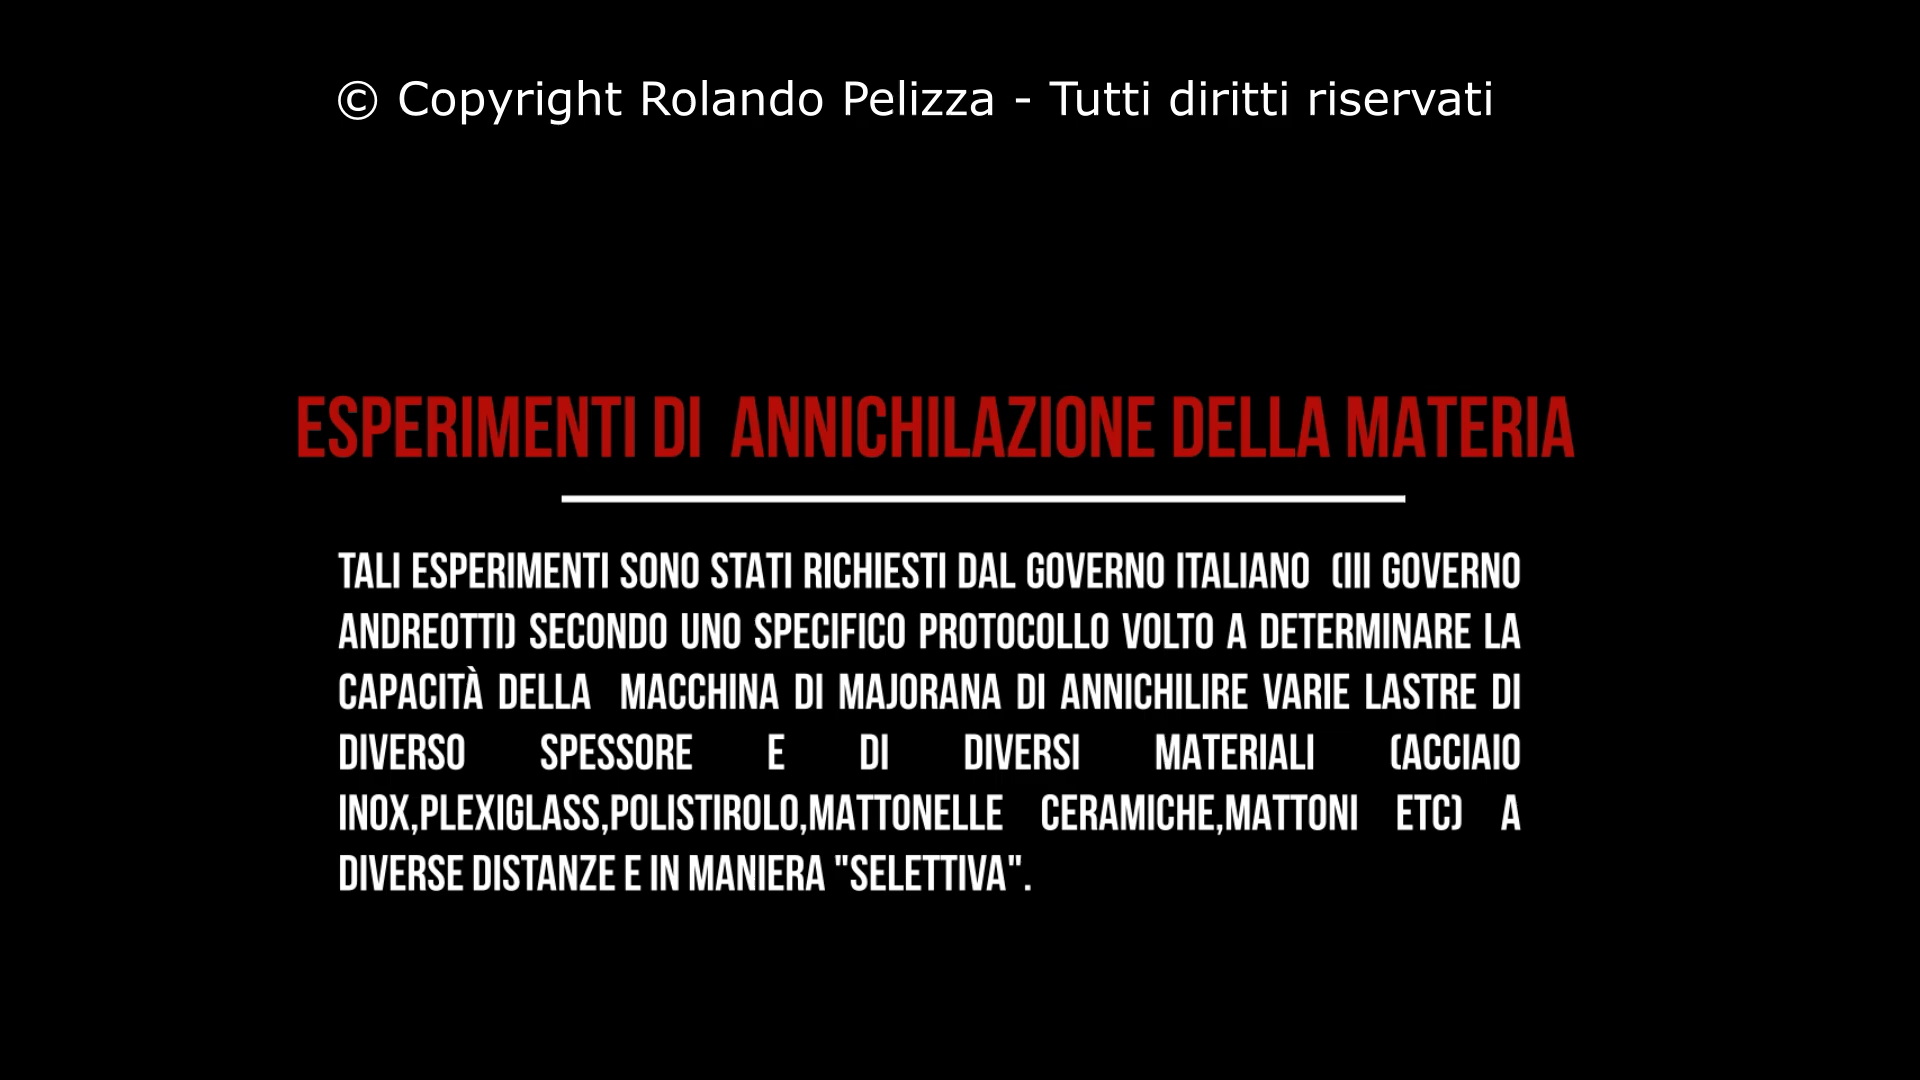 © Copyright Rolando Pelizza - Tutti diritti riservati
ESPERIMENTI DI ANNICHILAZIONE DELLA MATERIA
TALI ESPERIMENTI SONO STATI RICHIESTI DAL GOVERNO ITALIANO (III GOVERNO
ANDREOTTI) SECONDO UNO SPECIFICO PROTOCOLLO VOLTO A DETERMINARE LA
CAPACITÀ DELLA MACCHINA DI MAJORANA DI ANNICHILIRE VARIE LASTRE DI
DIVERSO SPESSORE E DI DIVERSI MATERIALI (ACCIAIO
INOX,PLEXIGLASS,POLISTIROLO,MATTONELLE CERAMICHE,MATTONI ETC) A
DIVERSE DISTANZE E IN MANIERA "SELETTIVA".